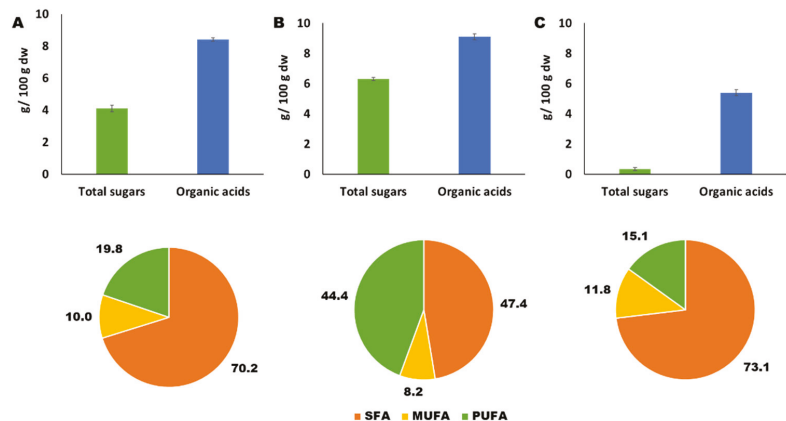 A
10
8
6
4
2
0
g/ 100 g dw
Total sugars
Organic acids
B
10
8
6
4
2
0
g/ 100 g dw
Total sugars
Organic acids
C
10
8
6
4
2
0
g/ 100 g dw
Total sugars
Organic acids
19.8
10.0
70.2
44.4
47.4
8.2
15.1
11.8
73.1
SFA MUFA PUFA